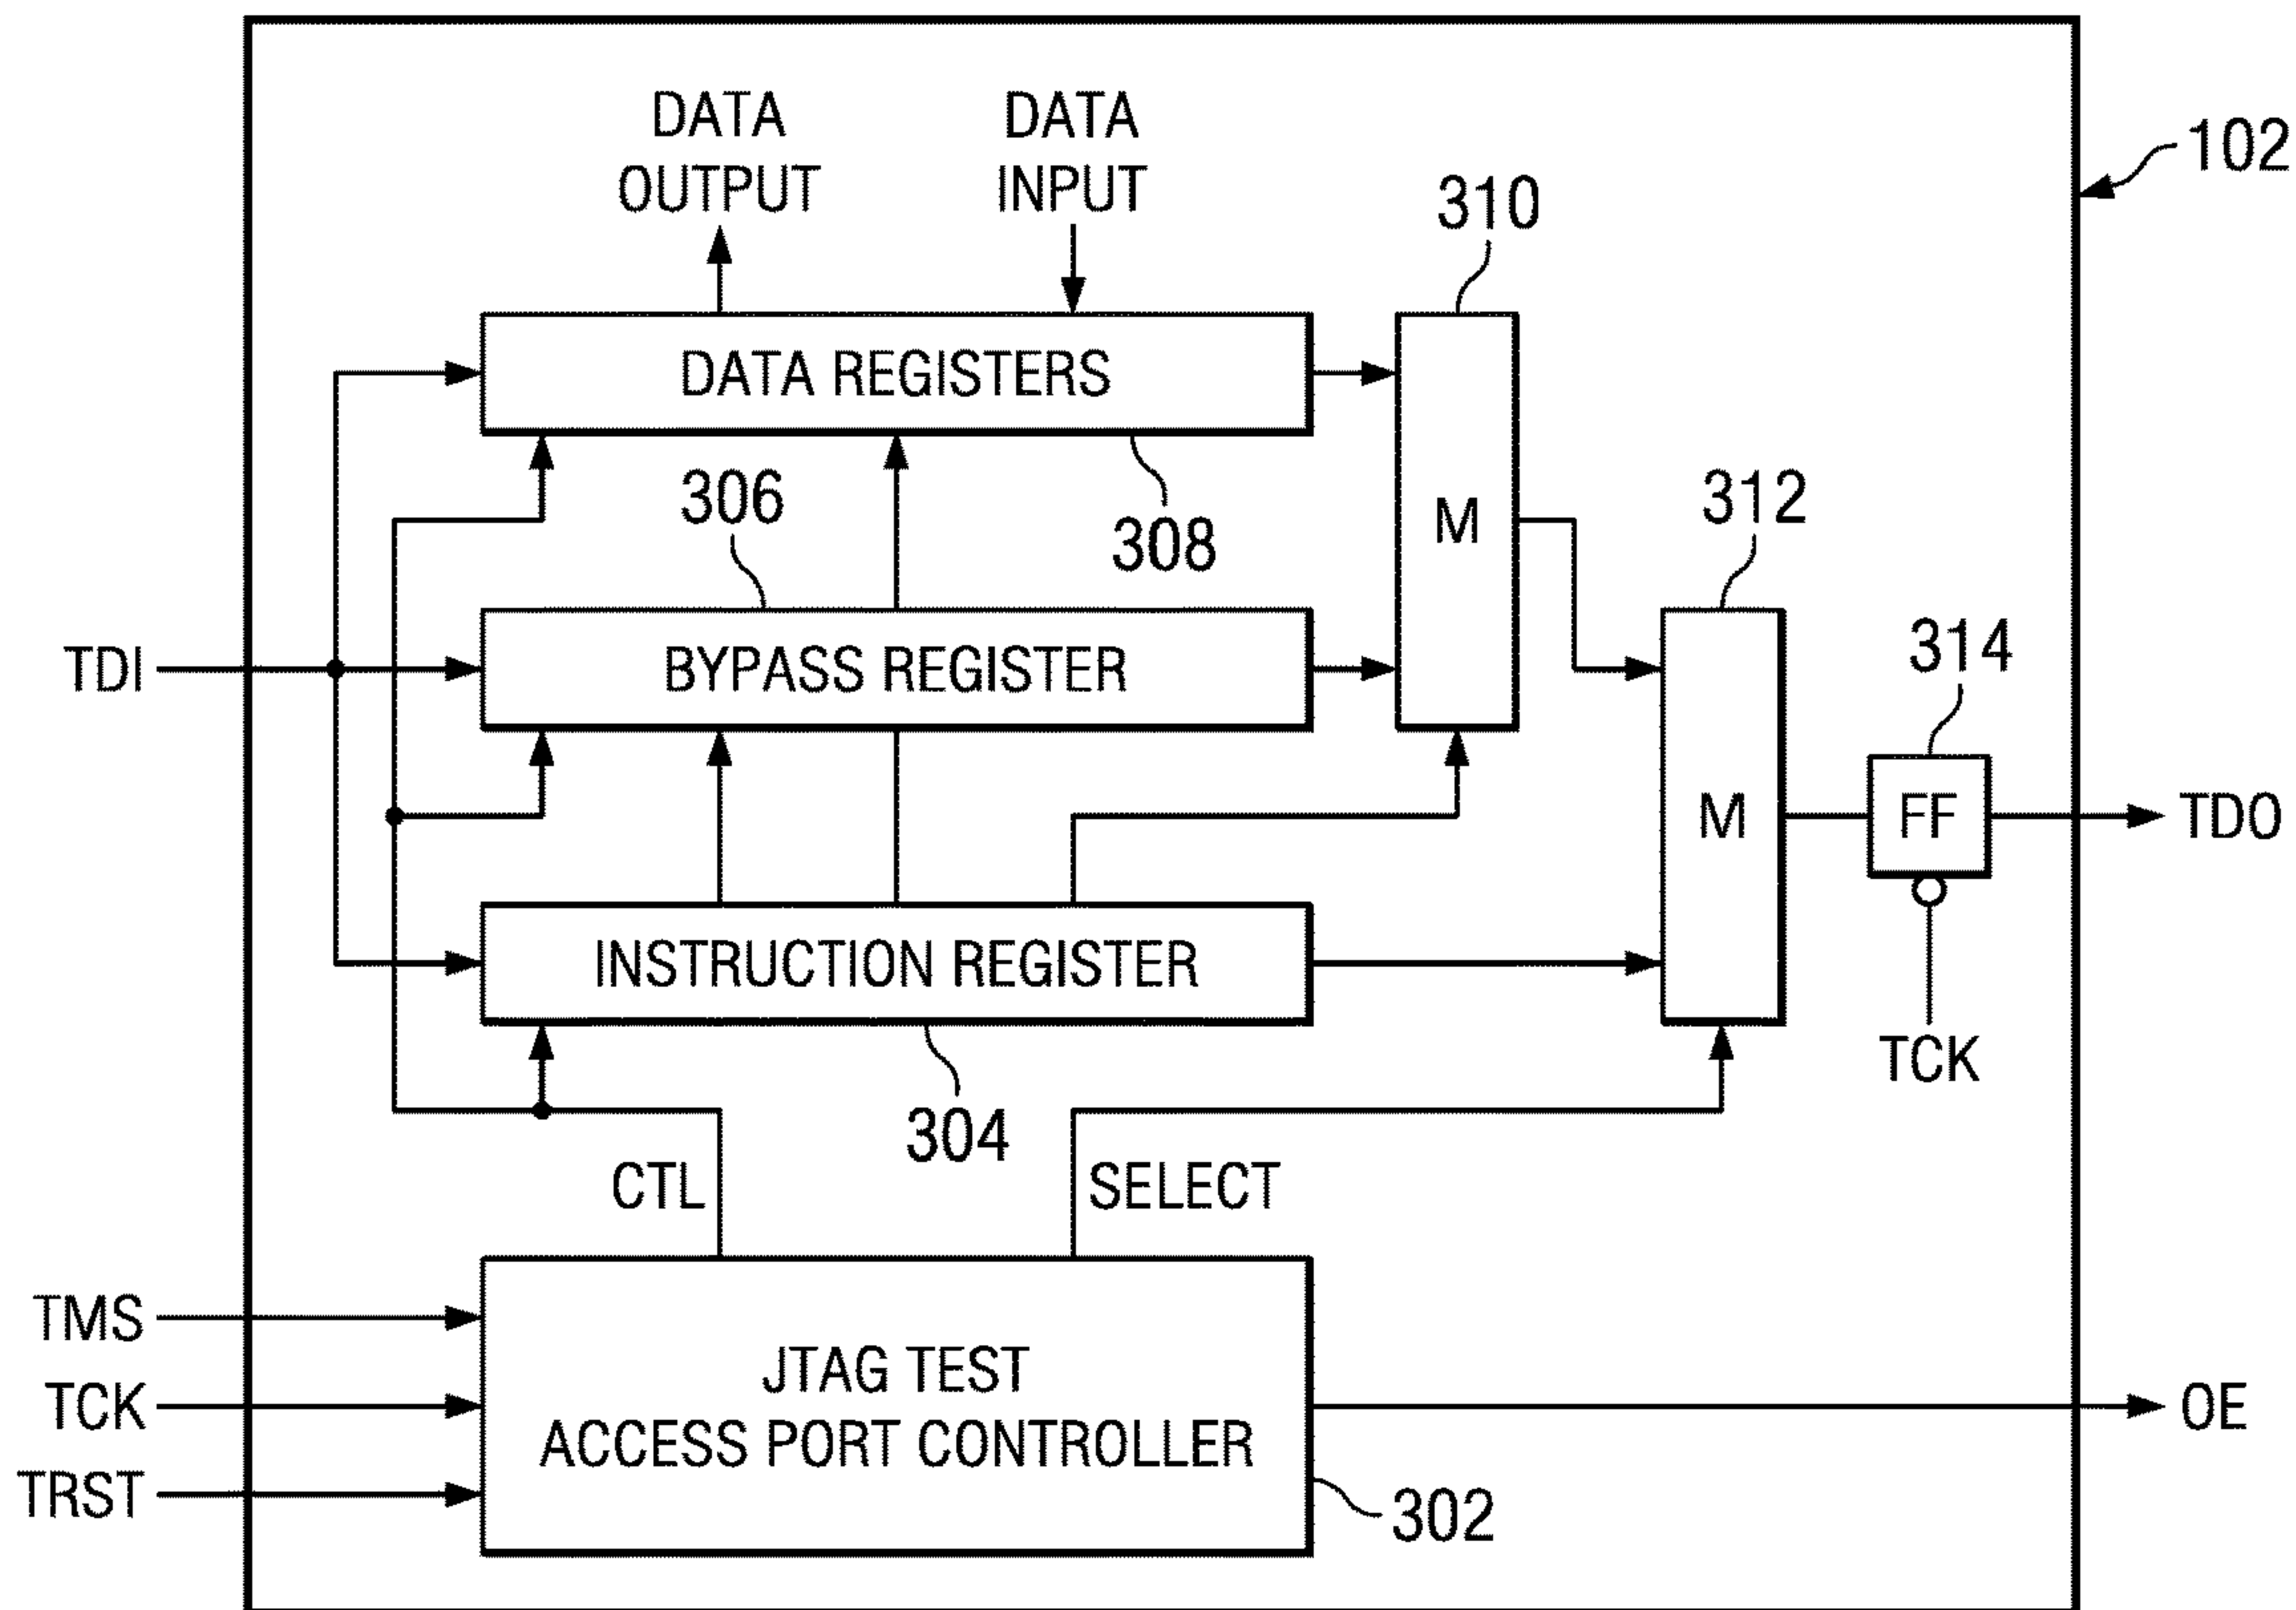 DATA
OUTPUT
DATA
INPUT
102
310
DATA REGISTERS
306
308
312
M
TDI
BYPASS REGISTER
314
M
FF
TDO
INSTRUCTION REGISTER
TCK
304
CTL
SELECT
TMS
TCK
TRST
JTAG TEST
ACCESS PORT CONTROLLER
OE
302